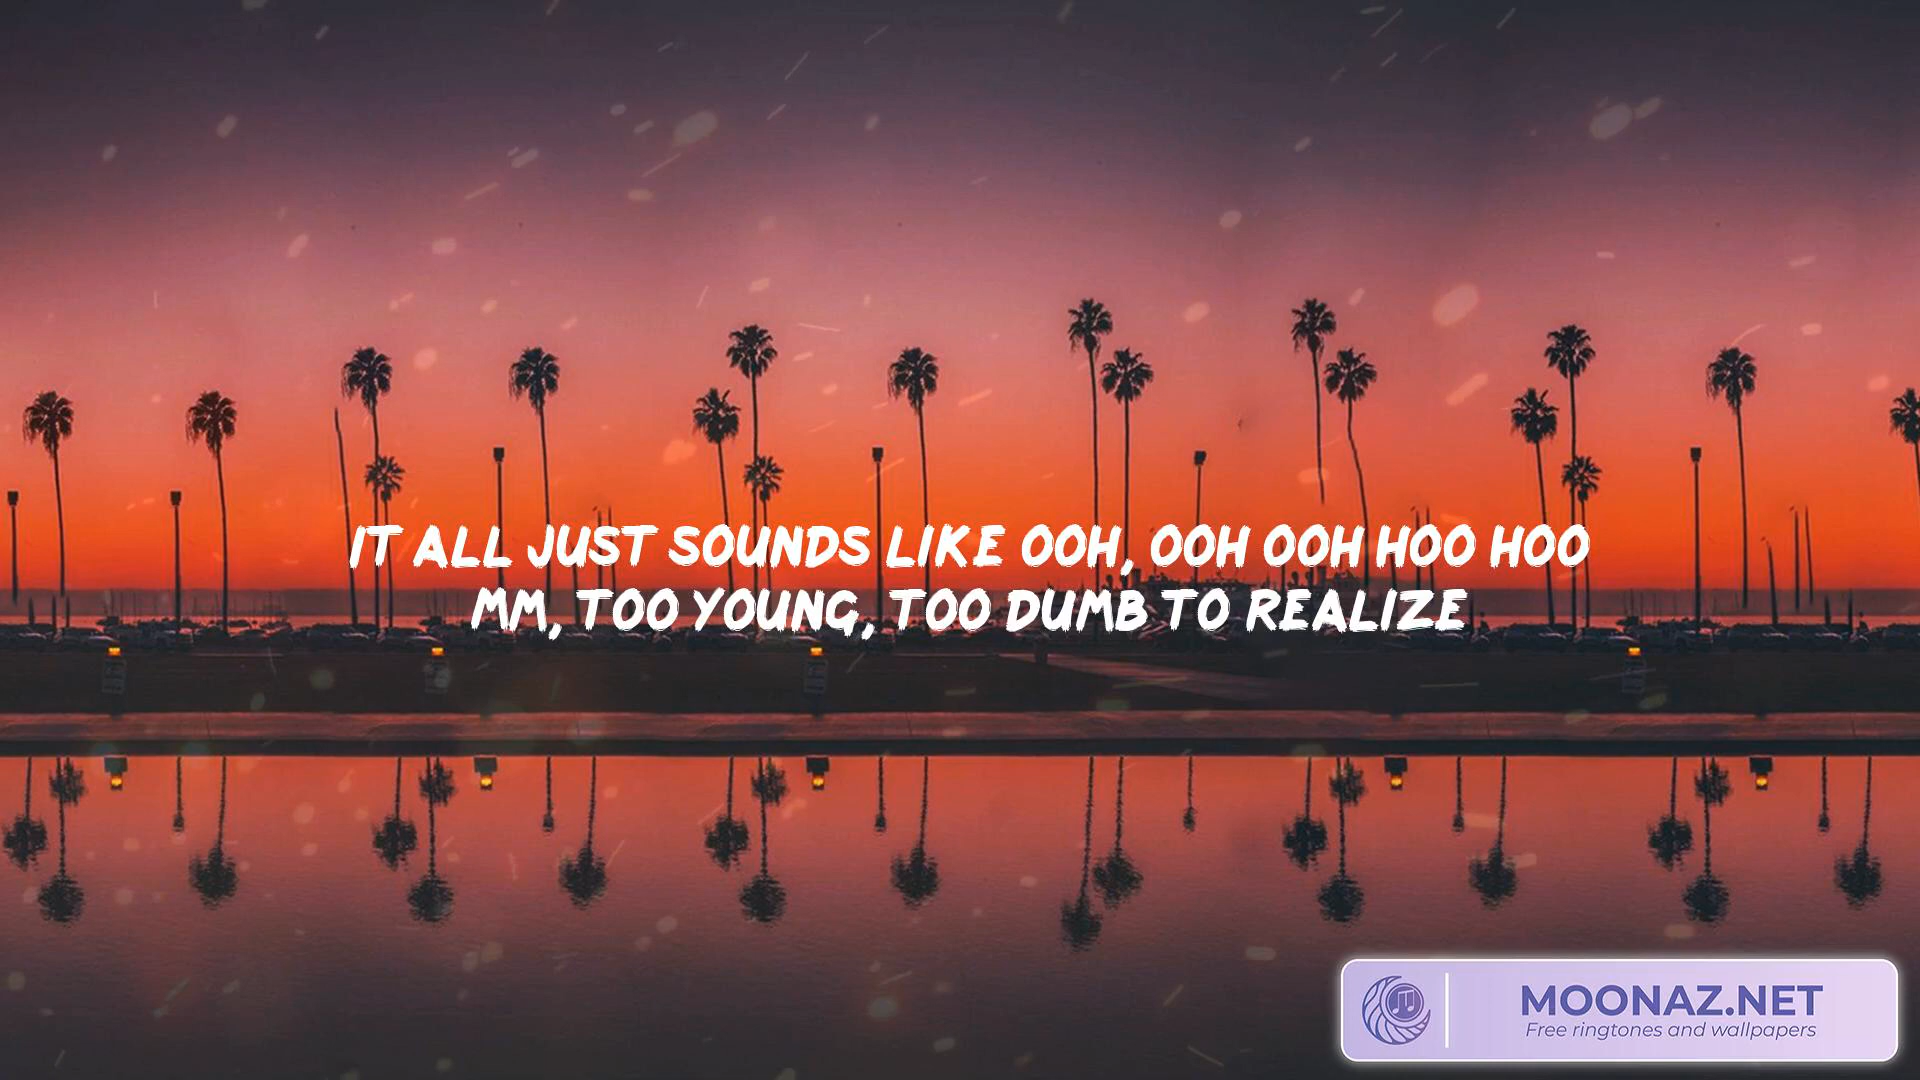 IT ALL JUST SOUNDS LIKE OOH, OOH OOH HOO HOO
MM, TOO YOUNG, TOO DUMB TO REALIZE
MOONAZ.NET
Free ringtones and wallpapers